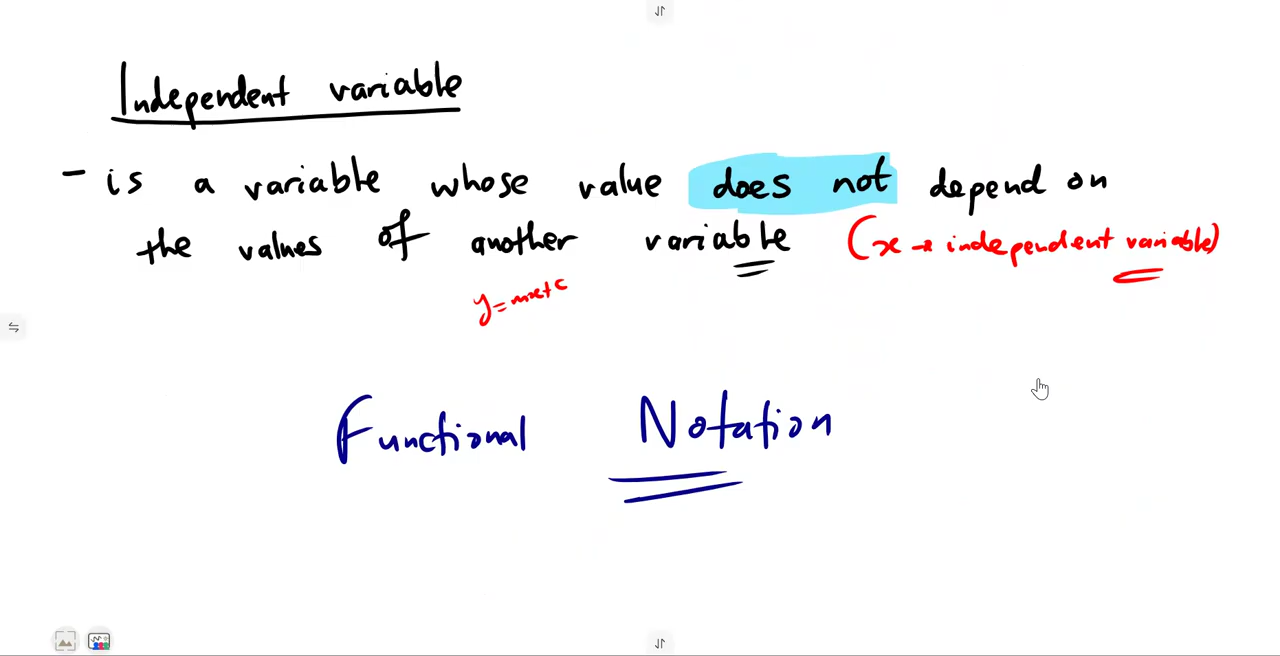 Independent variable
- is a variable whose value does not depend on
the values of another variable (x → independent variable)
y=mx+c
Functional Notation